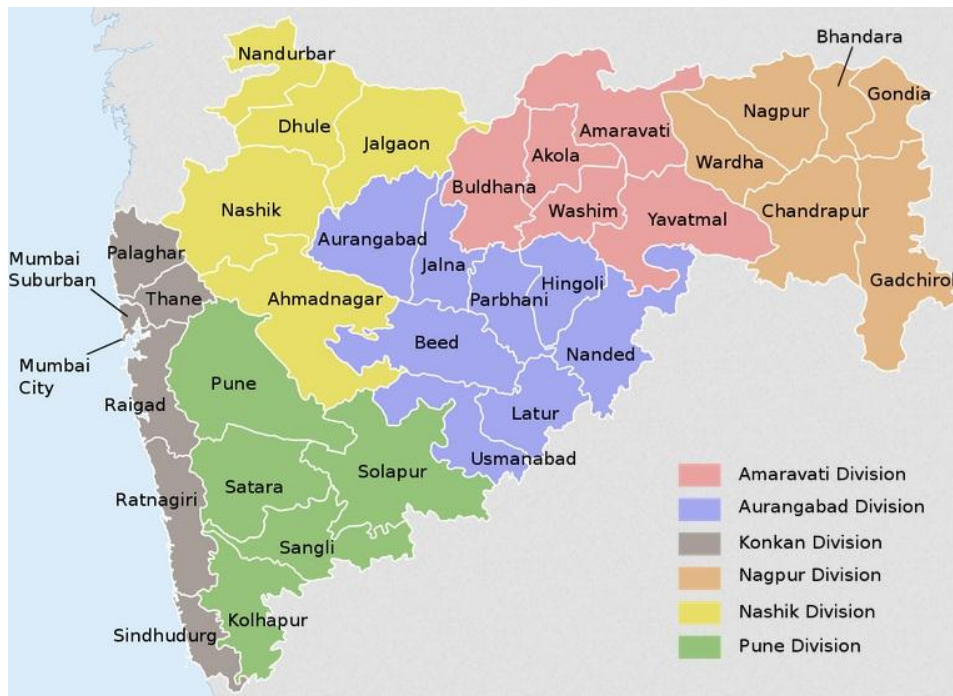 Nandurbar
Bhandara
Gondia
Nagpur
Dhule
Jalgaon
Amaravati
Akola
Wardha
Buldhana
Nashik
Washim
Yavatmal
Chandrapur
Aurangabad
Palaghar
Mumbai
Suburban
Jalna
Hingoli
Gadchirol
Thane
Ahmadnagar
Parbhani
Beed
Nanded
Mumbai
City
Pune
Raigad
Latur
Usmanabad
Solapur
Satara
Ratnagiri
Sangli
Kolhapur
Sindhudurg
Amaravati Division
Aurangabad Division
Konkan Division
Nagpur Division
Nashik Division
Pune Division